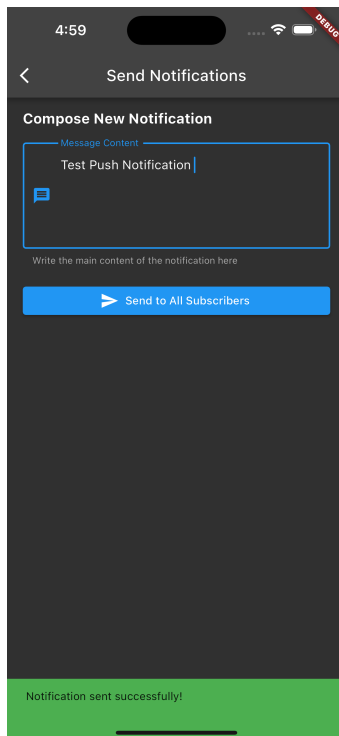 4:59
DEBUG
Send Notifications
Compose New Notification
Message Content
Test Push Notification
Write the main content of the notification here
Send to All Subscribers
Notification sent successfully!